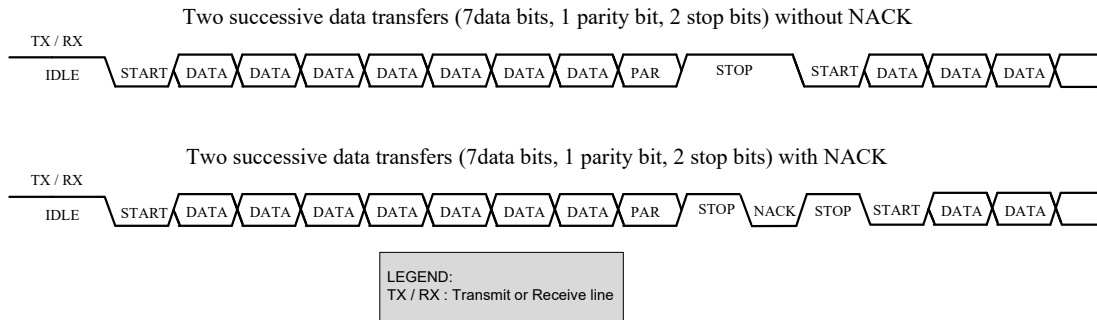 Two successive data transfers (7data bits, 1 parity bit, 2 stop bits) without NACK
TX / RX
IDLE START DATA DATA DATA DATA DATA DATA DATA PAR STOP START DATA DATA DATA
Two successive data transfers (7data bits, 1 parity bit, 2 stop bits) with NACK
TX / RX
IDLE START DATA DATA DATA DATA DATA DATA DATA PAR STOP NACK STOP START DATA DATA
LEGEND:
TX / RX : Transmit or Receive line